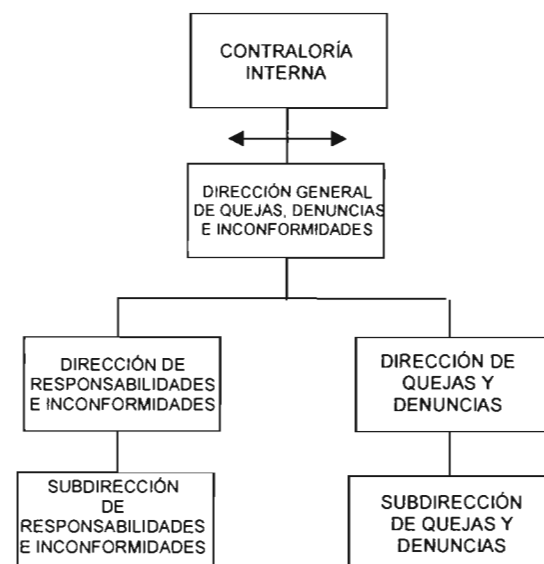 CONTRALORÍA
INTERNA
DIRECCIÓN GENERAL
DE QUEJAS, DENUNCIAS
E INCONFORMIDADES
DIRECCIÓN DE
RESPONSABILIDADES
E INCONFORMIDADES
DIRECCIÓN DE
QUEJAS Y
DENUNCIAS
SUBDIRECCIÓN
DE
RESPONSABILIDADES
E INCONFORMIDADES
SUBDIRECCIÓN
DE QUEJAS Y
DENUNCIAS